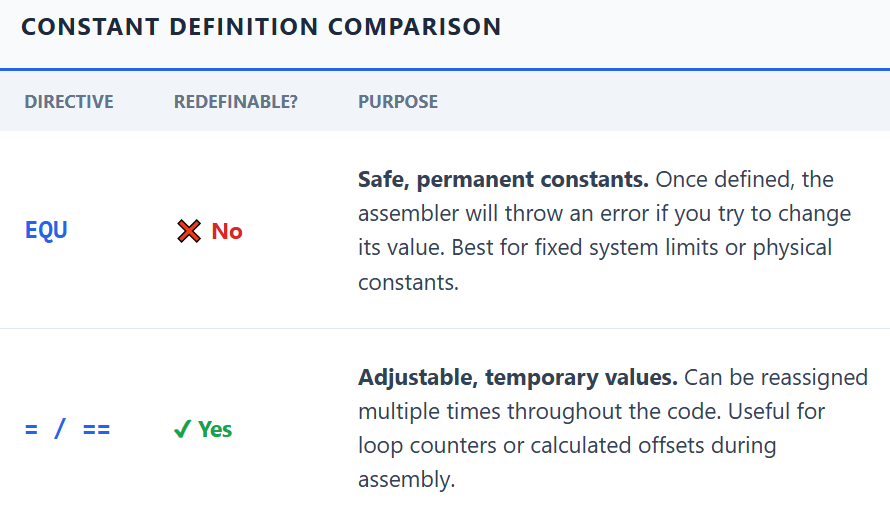 CONSTANT DEFINITION COMPARISON
DIRECTIVE REDEFINABLE? PURPOSE
EQU
❌ No
Safe, permanent constants. Once defined, the
assembler will throw an error if you try to change
its value. Best for fixed system limits or physical
constants.
= / ==
✓ Yes
Adjustable, temporary values. Can be reassigned
multiple times throughout the code. Useful for
loop counters or calculated offsets during
assembly.